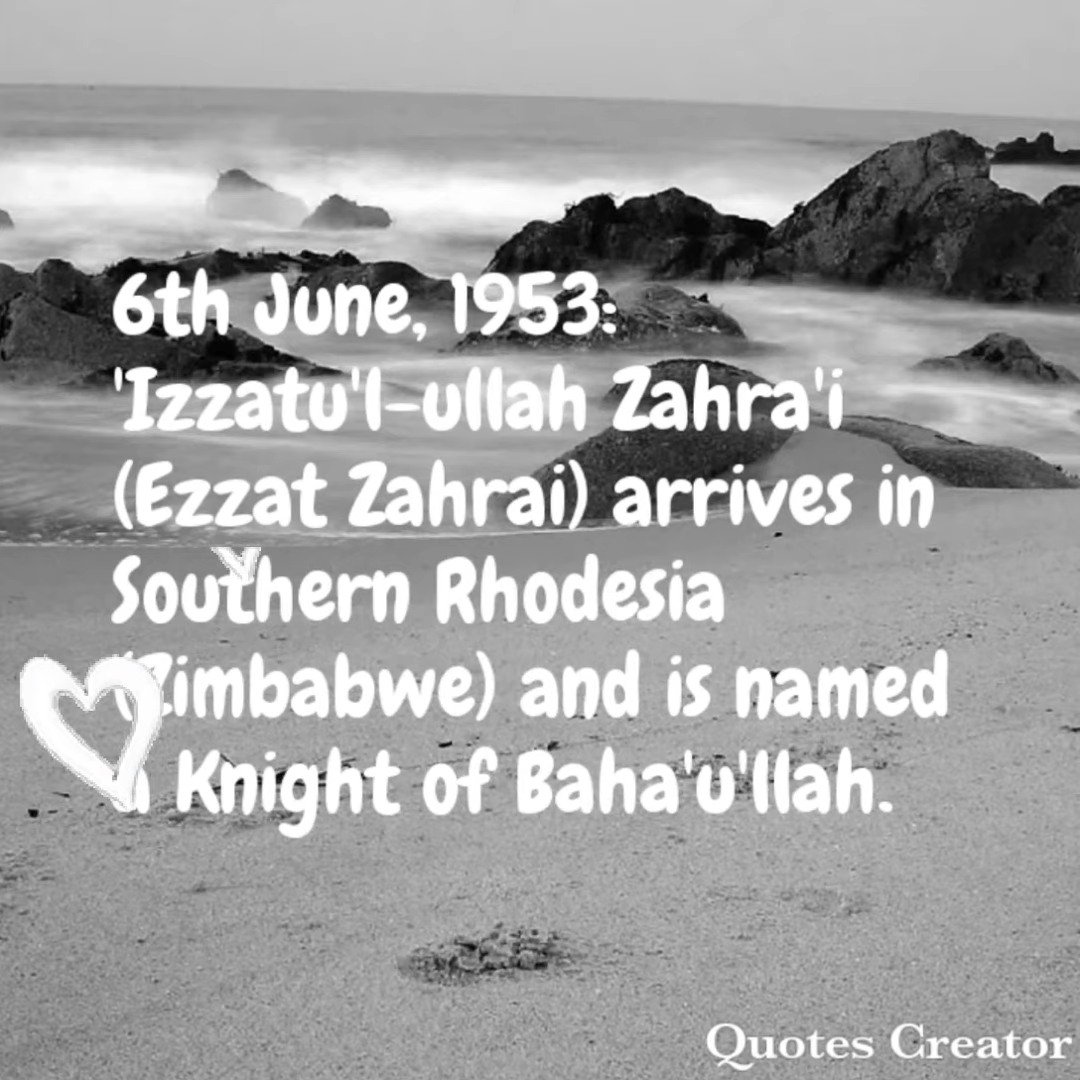 6th June, 1953:
'Izzatu'l-ullah Zahra'i
(Ezzat Zahrai) arrives in
Southern Rhodesia
(Zimbabwe) and is named
a Knight of Baha'u'llah.
Quotes Creator